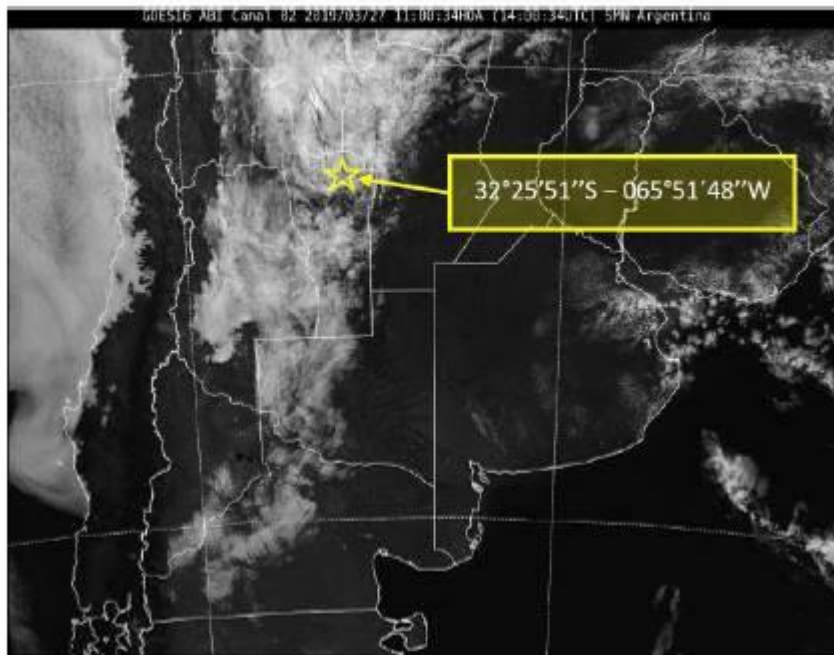 GOES16 ABI Canal 02 2019/03/27 11:00:34HOA (14:00:34UTC) SMN Argentina
32°25’51’’S – 065°51´48’’W